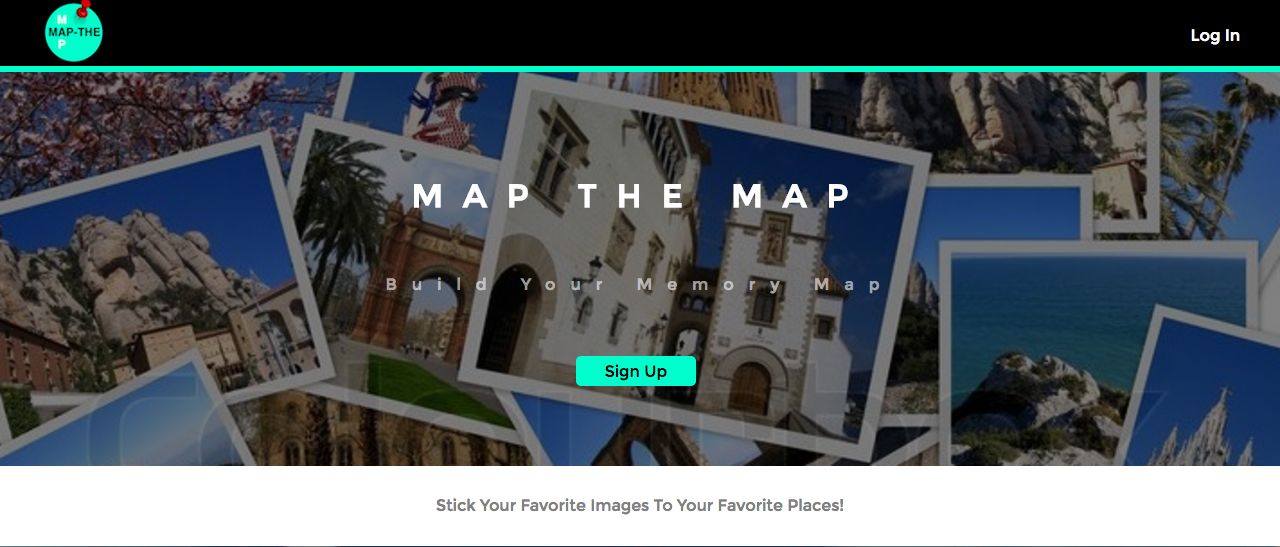 M
MAP-THE
P
Log In
MAP THE MAP
Build Your Memory Map
Sign Up
Stick Your Favorite Images To Your Favorite Places!